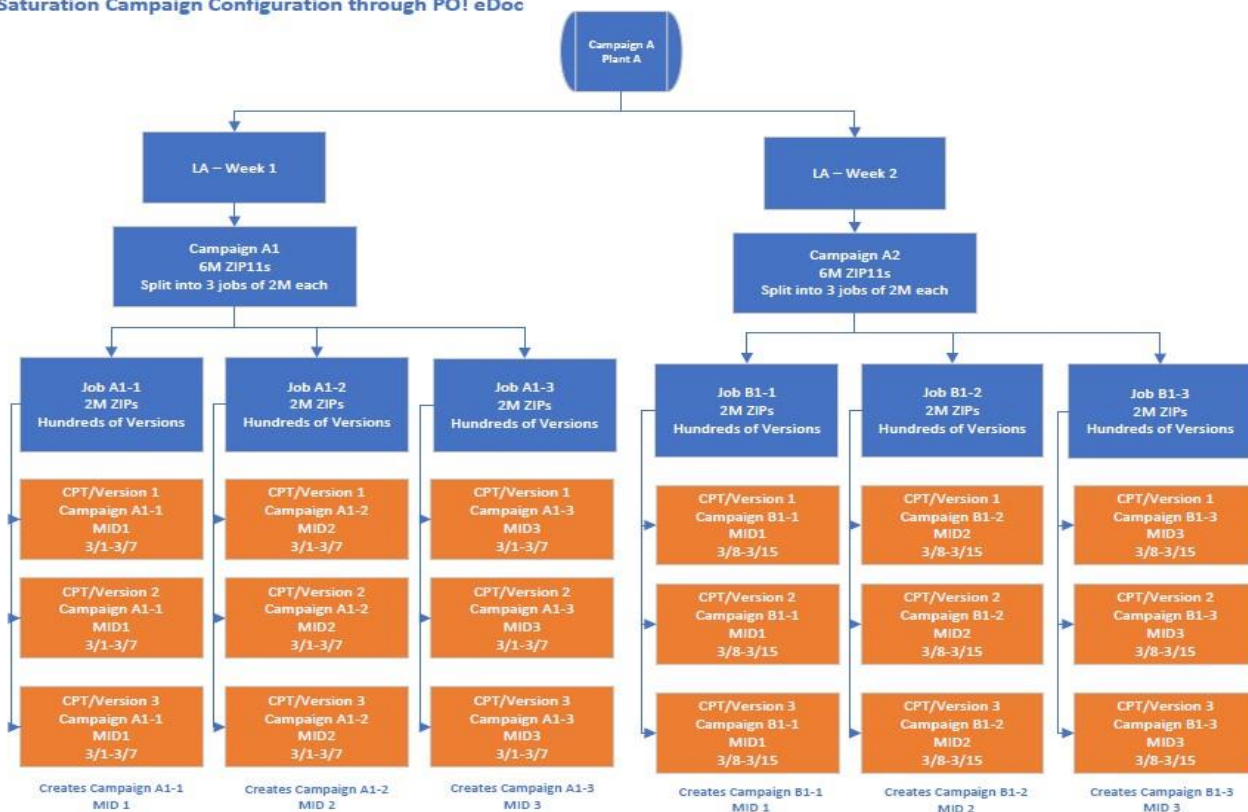 Saturation Campaign Configuration through PO! eDoc
Campaign A
Plant A
LA – Week 1
LA – Week 2
Campaign A1
6M ZIP11s
Split into 3 jobs of 2M each
Campaign A2
6M ZIP11s
Split into 3 jobs of 2M each
Job A1-1
2M ZIPs
Hundreds of Versions
Job A1-2
2M ZIPs
Hundreds of Versions
Job A1-3
2M ZIPs
Hundreds of Versions
Job B1-1
2M ZIPs
Hundreds of Versions
Job B1-2
2M ZIPs
Hundreds of Versions
Job B1-3
2M ZIPs
Hundreds of Versions
CPT/Version 1
Campaign A1-1
MID1
3/1-3/7
CPT/Version 1
Campaign A1-2
MID2
3/1-3/7
CPT/Version 1
Campaign A1-3
MID3
3/1-3/7
CPT/Version 1
Campaign B1-1
MID1
3/8-3/15
CPT/Version 1
Campaign B1-2
MID2
3/8-3/15
CPT/Version 1
Campaign B1-3
MID3
3/8-3/15
CPT/Version 2
Campaign A1-1
MID1
3/1-3/7
CPT/Version 2
Campaign A1-2
MID2
3/1-3/7
CPT/Version 2
Campaign A1-3
MID3
3/1-3/7
CPT/Version 2
Campaign B1-1
MID1
3/8-3/15
CPT/Version 2
Campaign B1-2
MID2
3/8-3/15
CPT/Version 2
Campaign B1-3
MID3
3/8-3/15
CPT/Version 3
Campaign A1-1
MID1
3/1-3/7
CPT/Version 3
Campaign A1-2
MID2
3/1-3/7
CPT/Version 3
Campaign A1-3
MID3
3/1-3/7
CPT/Version 3
Campaign B1-1
MID1
3/8-3/15
CPT/Version 3
Campaign B1-2
MID2
3/8-3/15
CPT/Version 3
Campaign B1-3
MID3
3/8-3/15
Creates Campaign A1-1
MID 1
Creates Campaign A1-2
MID 2
Creates Campaign A1-3
MID 3
Creates Campaign B1-1
MID 1
Creates Campaign B1-2
MID 2
Creates Campaign B1-3
MID 3